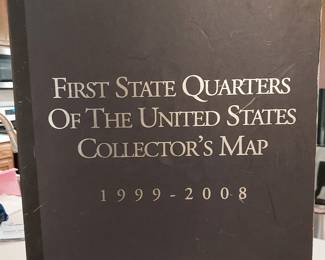 FIRST STATE QUARTERS
OF THE UNITED STATES
COLLECTOR'S MAP
1999-2008